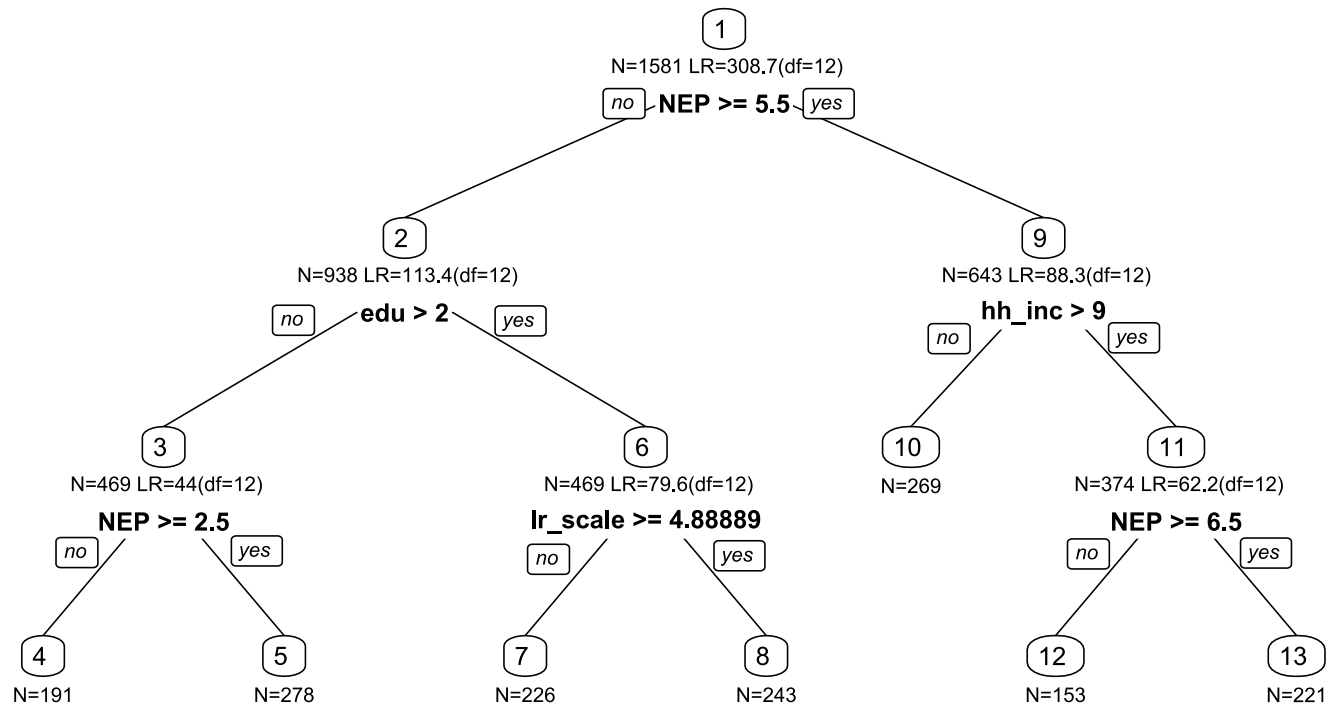 1
N=1581 LR=308.7(df=12)
no NEP >= 5.5 yes
2 9
N=938 LR=113.4(df=12) N=643 LR=88.3(df=12)
no edu > 2 yes hh_inc > 9
no yes
3 6 10 11
N=469 LR=44(df=12) N=469 LR=79.6(df=12) N=269 N=374 LR=62.2(df=12)
NEP >= 2.5 lr_scale >= 4.88889 NEP >= 6.5
no yes no yes no yes
4 5 7 8 12 13
N=191 N=278 N=226 N=243 N=153 N=221